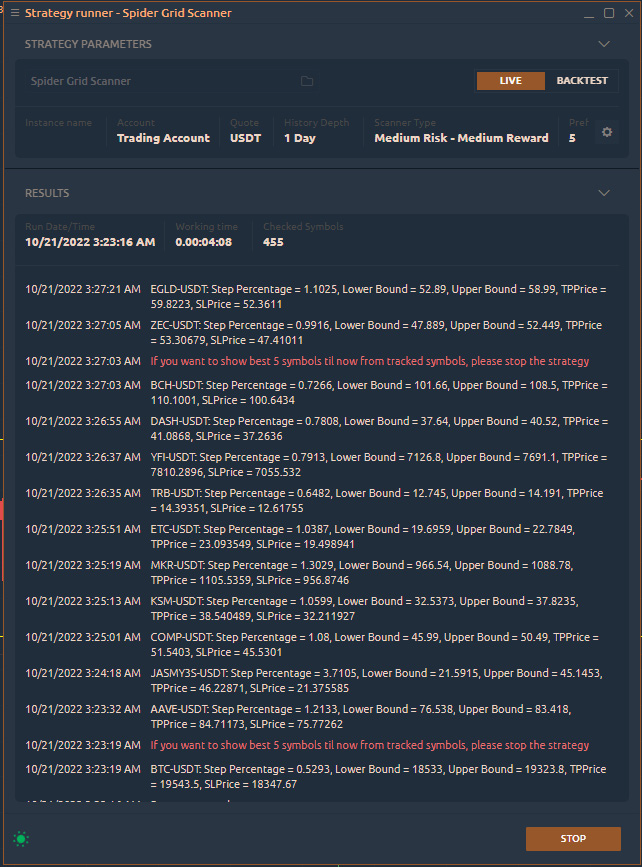 Strategy runner - Spider Grid Scanner
STRATEGY PARAMETERS
Spider Grid Scanner
LIVE
BACKTEST
Instance name
Account
Quote
History Depth
Scanner Type
Pref
Trading Account
USDT
1 Day
Medium Risk - Medium Reward
5
RESULTS
Run Date/Time
Working time
Checked Symbols
10/21/2022 3:23:16 AM
0.00:04:08
455
10/21/2022 3:27:21 AM EGLD-USDT: Step Percentage = 1.1025, Lower Bound = 52.89, Upper Bound = 58.99, TPPrice =
59.8223, SLPrice = 52.3611
10/21/2022 3:27:05 AM ZEC-USDT: Step Percentage = 0.9916, Lower Bound = 47.889, Upper Bound = 52.449, TPPrice
= 53.30679, SLPrice = 47.41011
10/21/2022 3:27:03 AM If you want to show best 5 symbols til now from tracked symbols, please stop the strategy
10/21/2022 3:27:03 AM BCH-USDT: Step Percentage = 0.7266, Lower Bound = 101.66, Upper Bound = 108.5, TPPrice =
110.1001, SLPrice = 100.6434
10/21/2022 3:26:55 AM DASH-USDT: Step Percentage = 0.7808, Lower Bound = 37.64, Upper Bound = 40.52, TPPrice =
41.0868, SLPrice = 37.2636
10/21/2022 3:26:37 AM YFI-USDT: Step Percentage = 0.7913, Lower Bound = 7126.8, Upper Bound = 7691.1, TPPrice =
7810.2896, SLPrice = 7055.532
10/21/2022 3:26:35 AM TRB-USDT: Step Percentage = 0.6482, Lower Bound = 12.745, Upper Bound = 14.191, TPPrice
= 14.39351, SLPrice = 12.61755
10/21/2022 3:25:51 AM ETC-USDT: Step Percentage = 1.0387, Lower Bound = 19.6959, Upper Bound = 22.7849,
TPPrice = 23.093549, SLPrice = 19.498941
10/21/2022 3:25:19 AM MKR-USDT: Step Percentage = 1.3029, Lower Bound = 966.54, Upper Bound = 1088.78,
TPPrice = 1105.5359, SLPrice = 956.8746
10/21/2022 3:25:13 AM KSM-USDT: Step Percentage = 1.0599, Lower Bound = 32.5373, Upper Bound = 37.8235,
TPPrice = 38.540489, SLPrice = 32.211927
10/21/2022 3:25:01 AM COMP-USDT: Step Percentage = 1.08, Lower Bound = 45.99, Upper Bound = 50.49, TPPrice =
51.5403, SLPrice = 45.5301
10/21/2022 3:24:18 AM JASMY3S-USDT: Step Percentage = 3.7105, Lower Bound = 21.5915, Upper Bound = 45.1453,
TPPrice = 46.22871, SLPrice = 21.375585
10/21/2022 3:23:32 AM AAVE-USDT: Step Percentage = 1.2133, Lower Bound = 76.538, Upper Bound = 83.418,
TPPrice = 84.71173, SLPrice = 75.77262
10/21/2022 3:23:19 AM If you want to show best 5 symbols til now from tracked symbols, please stop the strategy
10/21/2022 3:23:19 AM BTC-USDT: Step Percentage = 0.5293, Lower Bound = 18533, Upper Bound = 19323.8, TPPrice
= 19543.5, SLPrice = 18347.67
STOP